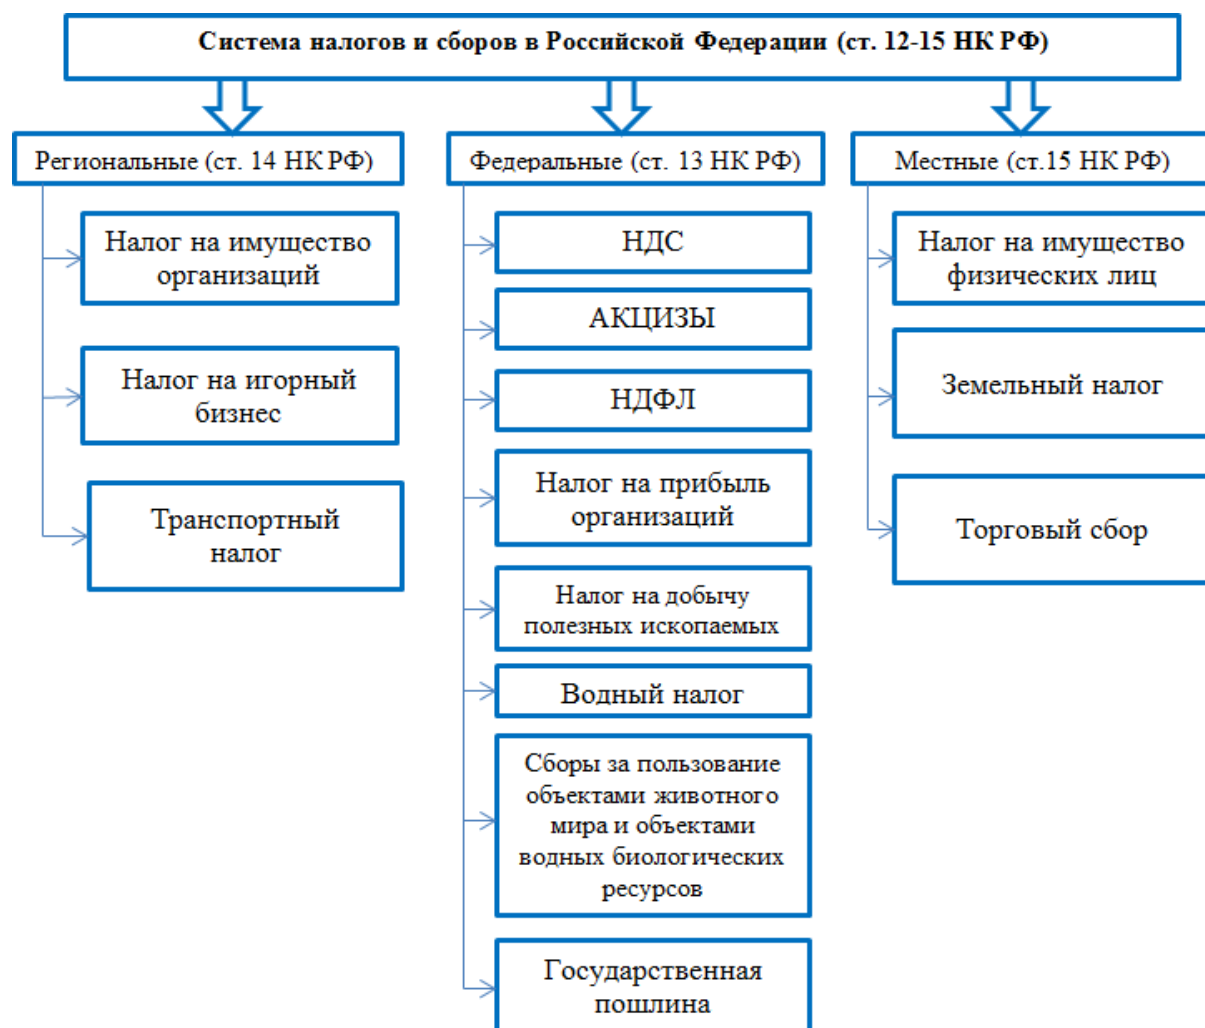 Система налогов и сборов в Российской Федерации (ст. 12-15 НК РФ)
Региональные (ст. 14 НК РФ)
Налог на имущество
организаций
Налог на игорный
бизнес
Транспортный
налог
Федеральные (ст. 13 НК РФ)
НДС
АКЦИЗЫ
НДФЛ
Налог на прибыль
организаций
Налог на добычу
полезных ископаемых
Водный налог
Сборы за пользование
объектами животного
мира и объектами
водных биологических
ресурсов
Государственная
пошлина
Местные (ст.15 НК РФ)
Налог на имущество
физических лиц
Земельный налог
Торговый сбор